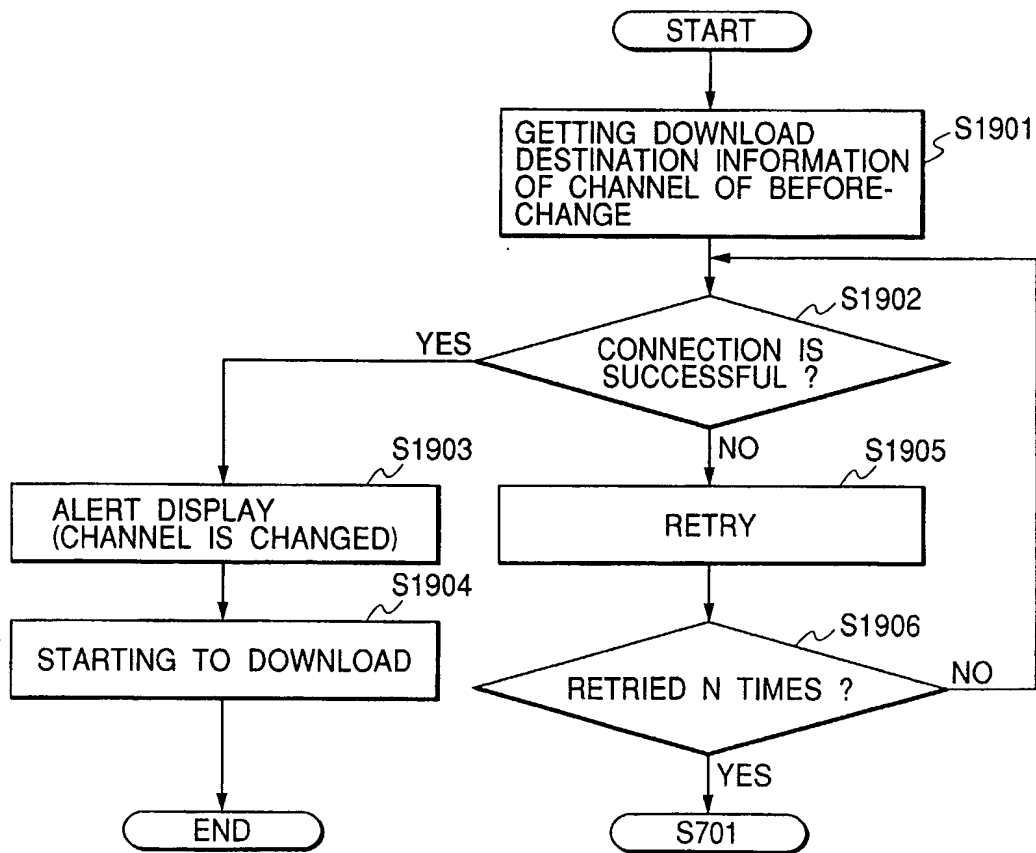 START
S1901
GETTING DOWNLOAD
DESTINATION INFORMATION
OF CHANNEL OF BEFORE-
CHANGE
S1902
YES
CONNECTION IS
SUCCESSFUL ?
NO
S1903
S1905
ALERT DISPLAY
(CHANNEL IS CHANGED)
RETRY
S1904
S1906
STARTING TO DOWNLOAD
RETRIED N TIMES ?
NO
YES
END
S701